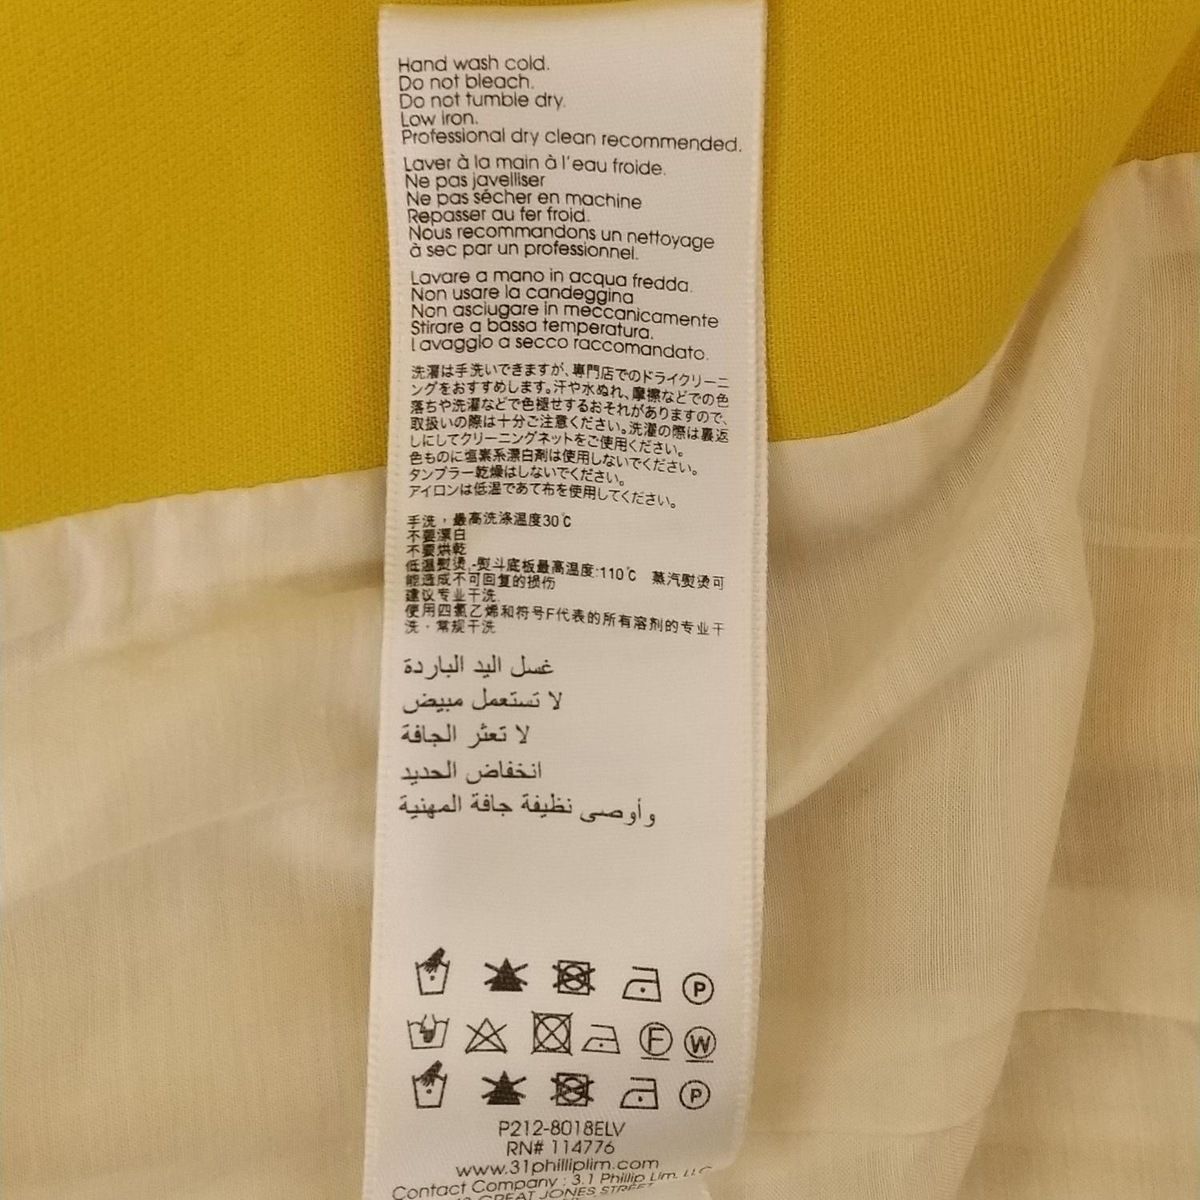 Hand wash cold.
Do not bleach.
Do not tumble dry.
Low iron.
Professional dry clean recommended.
Laver à la main à l'eau froide.
Ne pas javelliser
Ne pas sécher en machine
Repasser au fer froid.
Nous recommandons un nettoyage
à sec par un professionnel.
Lavare a mano in acqua fredda.
Non usare la candeggina
Non asciugare in meccanicamente
Stirare a bassa temperatura.
Lavaggio a secco raccomandato.
洗濯は手洗いできますが、専門店でのドライクリーニ
ングをおすすめします。汗や水ぬれ、摩擦などでの色
落ちや洗濯などで色褪せするおそれがありますので、
取扱いの際は十分ご注意ください。洗濯の際は裏返
しにしてクリーニングネットをご使用ください。
色ものに塩素系漂白剤は使用しないでください。
タンブラー乾燥はしないでください。
アイロンは低温であて布を使用してください。
手洗，最高洗涤温度30℃
不要漂白
不要烘乾
低温熨烫,-熨斗底板最高温度:110℃ 蒸汽熨烫可
能造成不可回复的损伤
建议专业干洗.
使用四氯乙烯和符号F代表的所有溶剂的专业干
洗，常规干洗
غسل اليد الباردة
لا تستعمل مبيض
لا تعثر الجافة
انخفاض الحديد
وأوصى نظيفة جافة المهنية
P
F W
P
P212-8018ELV
RN# 114776
www.31philliplim.com
Contact Company : 3.1 Phillip Lim, LLC
GREAT JONES STREET